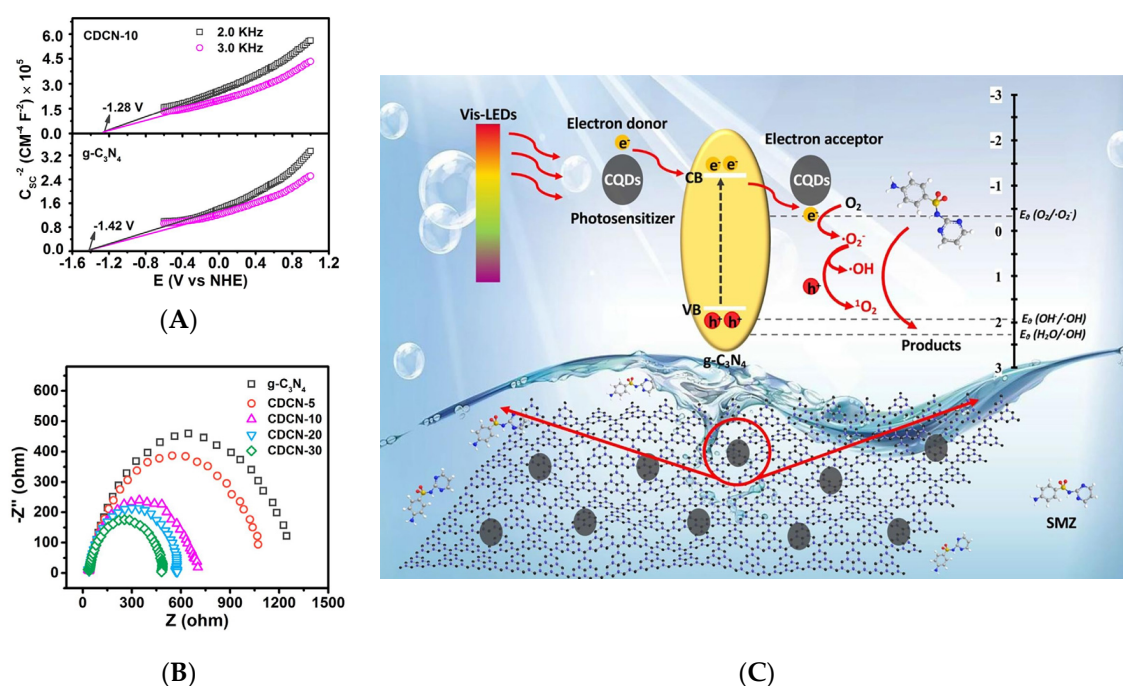 CDCN-10
2.0 KHz
3.0 KHz
6.0
4.5
3.0
1.5
0.0
-1.28 V
C_SC^-2 (CM^-4 F^-2) × 10^5
g-C3N4
3.2
2.4
1.6
0.8
0.0
-1.42 V
-1.6 -1.2 -0.8 -0.4 0.0 0.4 0.8 1.2
E (V vs NHE)
(A)
600
500
400
300
200
100
0
-Z'' (ohm)
g-C3N4
CDCN-5
CDCN-10
CDCN-20
CDCN-30
0 300 600 900 1200 1500
Z (ohm)
(B)
Vis-LEDs
Electron donor
e-
CQDs
Photosensitizer
CB
e- e-
VB
h+ h+
g-C3N4
Electron acceptor
CQDs
e-
O2
·O2-
·OH
h+
1O2
Products
-3
-2
-1
0
1
2
3
E0 (O2/·O2-)
E0 (OH-/·OH)
E0 (H2O/·OH)
SMZ
(C)